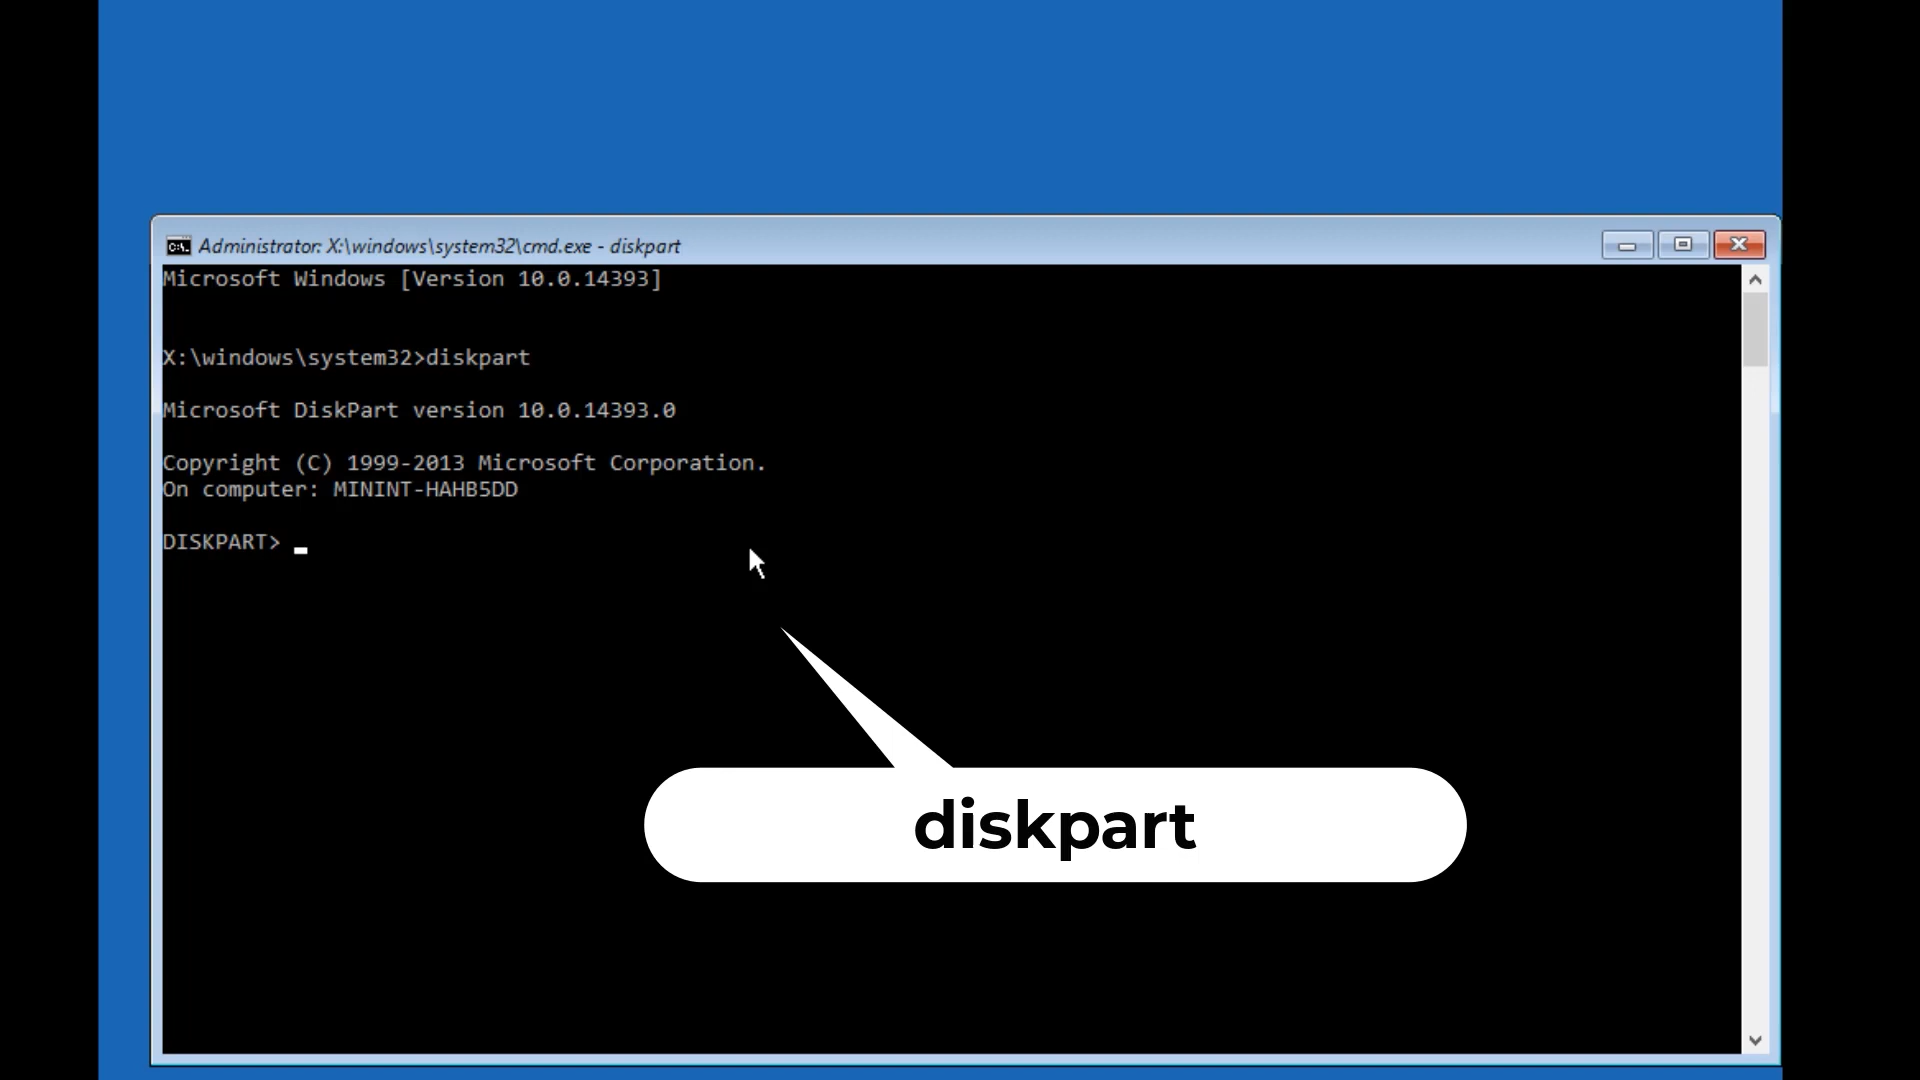 Administrator: X:\windows\system32\cmd.exe - diskpart
Microsoft Windows [Version 10.0.14393]
X:\windows\system32>diskpart
Microsoft DiskPart version 10.0.14393.0
Copyright (C) 1999-2013 Microsoft Corporation.
On computer: MININT-HAHB5DD
DISKPART>
diskpart